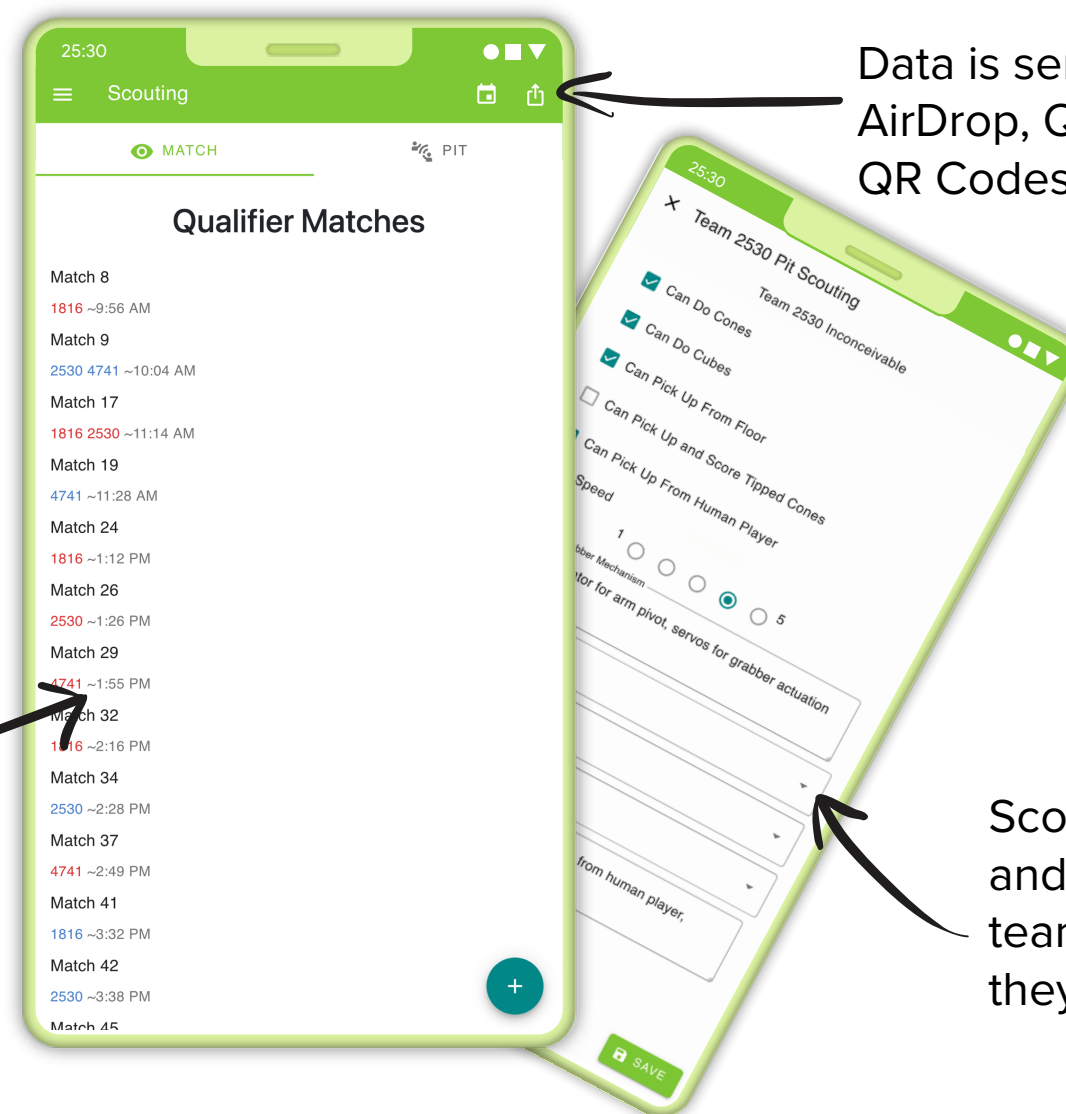 25:30
Scouting
MATCH
PIT
Qualifier Matches
Match 8
1816 ~9:56 AM
Match 9
2530 4741 ~10:04 AM
Match 17
1816 2530 ~11:14 AM
Match 19
4741 ~11:28 AM
Match 24
1816 ~1:12 PM
Match 26
2530 ~1:26 PM
Match 29
4741 ~1:55 PM
Match 32
1816 ~2:16 PM
Match 34
2530 ~2:28 PM
Match 37
4741 ~2:49 PM
Match 41
1816 ~3:32 PM
Match 42
2530 ~3:38 PM
Match 45
Data is
AirDrop,
QR Codes
25:30
Team 2530 Pit Scouting
Team 2530 Inconceivable
Can Do Cones
Can Do Cubes
Can Pick Up From Floor
Can Pick Up and Score Tipped Cones
Can Pick Up From Human Player
Speed
1
5
Mechanism
for arm pivot, servos for grabber actuation
from human player,
SAVE
and
they